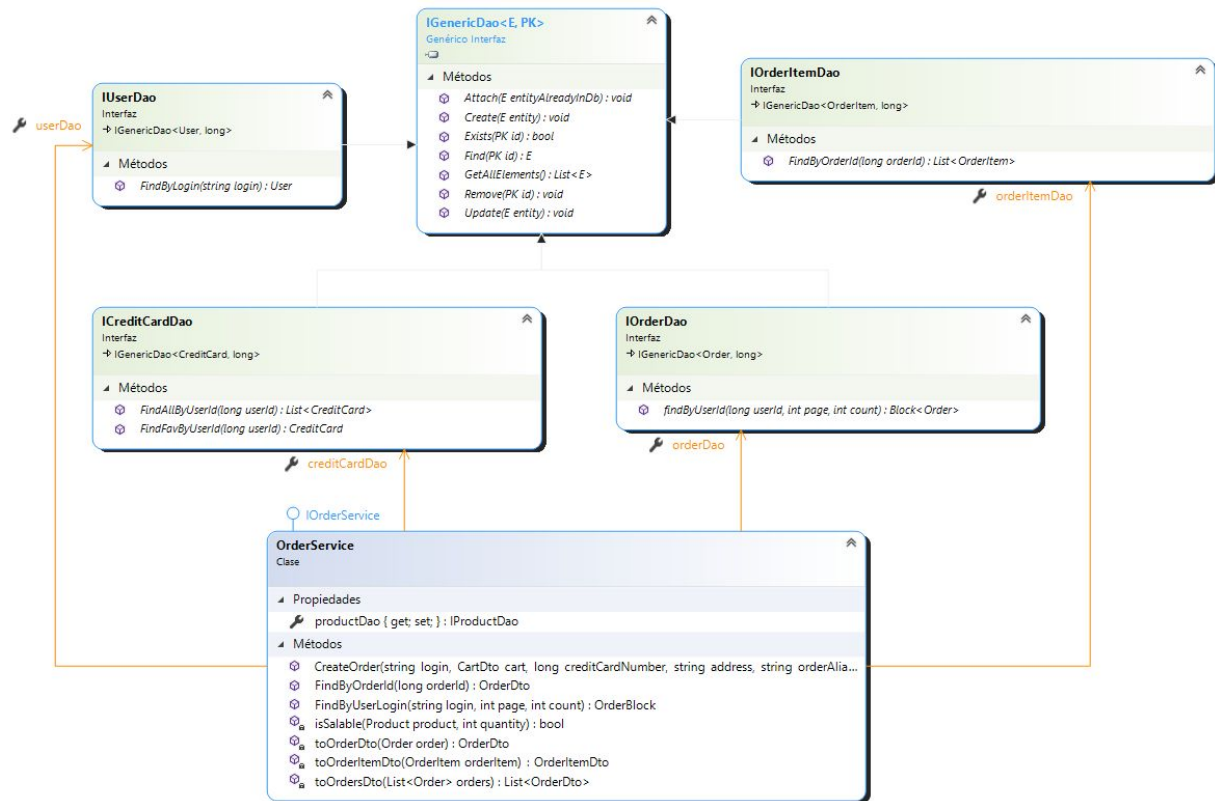 IGenericDao<E, PK>
Genérico Interfaz
Métodos
Attach(E entityAlreadyInDb) : void
Create(E entity) : void
Exists(PK id) : bool
Find(PK id) : E
GetAllElements() : List<E>
Remove(PK id) : void
Update(E entity) : void
IUserDao
Interfaz
IGenericDao<User, long>
Métodos
FindByLogin(string login) : User
userDao
IOrderItemDao
Interfaz
IGenericDao<OrderItem, long>
Métodos
FindByOrderId(long orderId) : List<OrderItem>
orderItemDao
ICreditCardDao
Interfaz
IGenericDao<CreditCard, long>
Métodos
FindAllByUserId(long userId) : List<CreditCard>
FindFavByUserId(long userId) : CreditCard
creditCardDao
IOrderDao
Interfaz
IGenericDao<Order, long>
Métodos
findByUserId(long userId, int page, int count) : Block<Order>
orderDao
IOrderService
OrderService
Clase
Propiedades
productDao { get; set; } : IProductDao
Métodos
CreateOrder(string login, CartDto cart, long creditCardNumber, string address, string orderAlia...
FindByOrderId(long orderId) : OrderDto
FindByUserLogin(string login, int page, int count) : OrderBlock
isSalable(Product product, int quantity) : bool
toOrderDto(Order order) : OrderDto
toOrderItemDto(OrderItem orderItem) : OrderItemDto
toOrdersDto(List<Order> orders) : List<OrderDto>